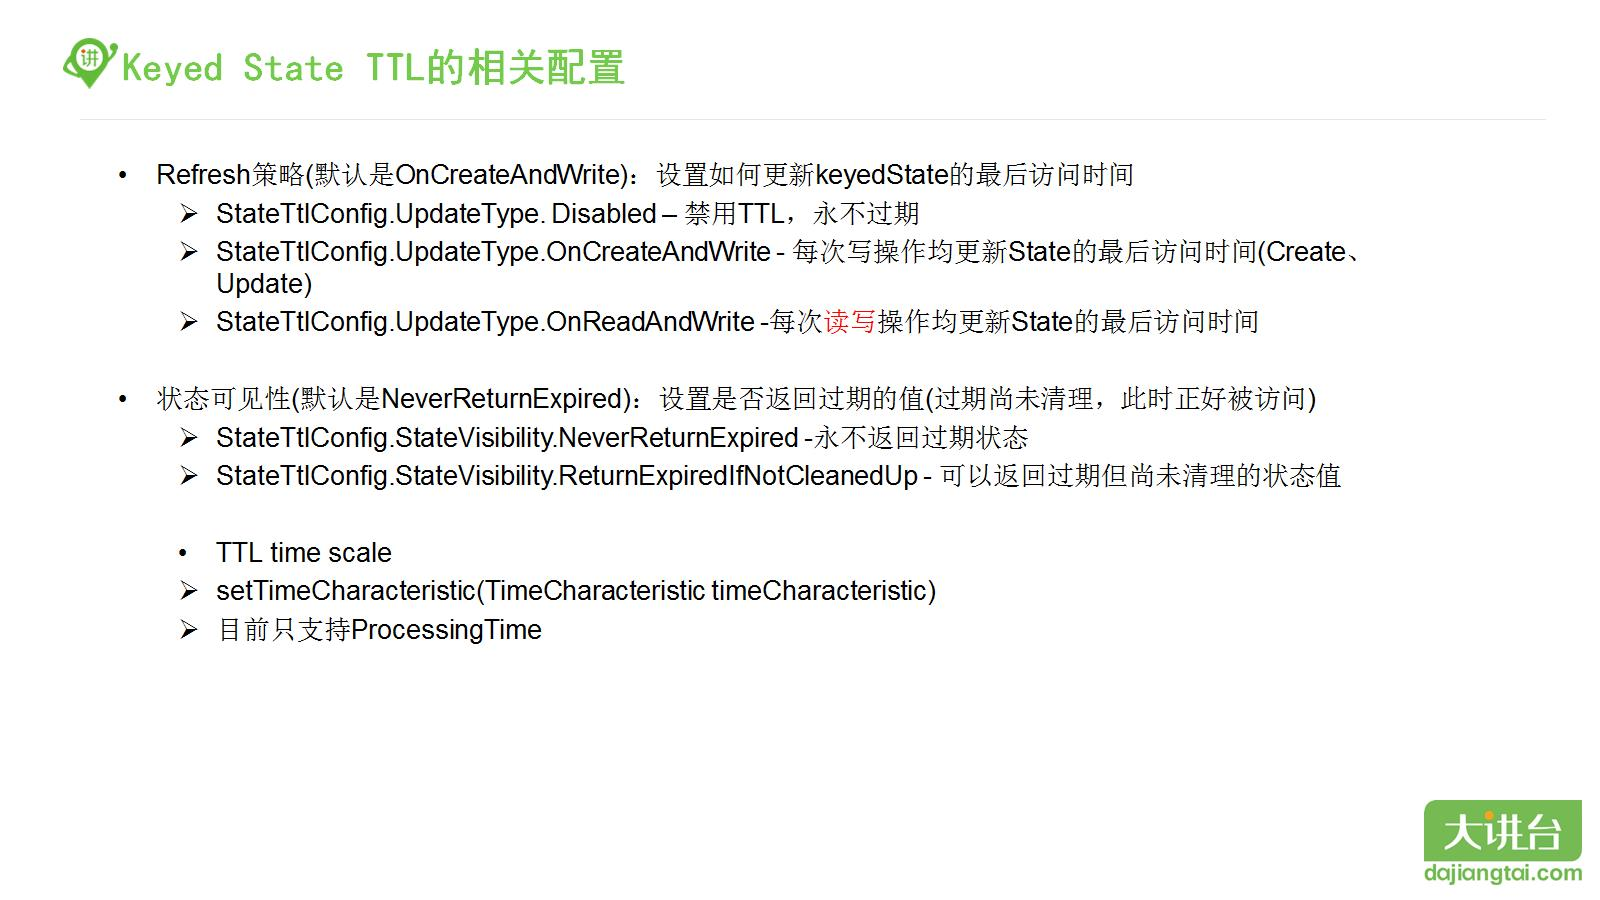 讲
Keyed State TTL的相关配置
• Refresh策略(默认是OnCreateAndWrite)：设置如何更新keyedState的最后访问时间
➢ StateTtlConfig.UpdateType. Disabled – 禁用TTL，永不过期
➢ StateTtlConfig.UpdateType.OnCreateAndWrite - 每次写操作均更新State的最后访问时间(Create、
Update)
➢ StateTtlConfig.UpdateType.OnReadAndWrite -每次读写操作均更新State的最后访问时间
• 状态可见性(默认是NeverReturnExpired)：设置是否返回过期的值(过期尚未清理，此时正好被访问)
➢ StateTtlConfig.StateVisibility.NeverReturnExpired -永不返回过期状态
➢ StateTtlConfig.StateVisibility.ReturnExpiredIfNotCleanedUp - 可以返回过期但尚未清理的状态值
• TTL time scale
➢ setTimeCharacteristic(TimeCharacteristic timeCharacteristic)
➢ 目前只支持ProcessingTime
大讲台
dajiangtai.com